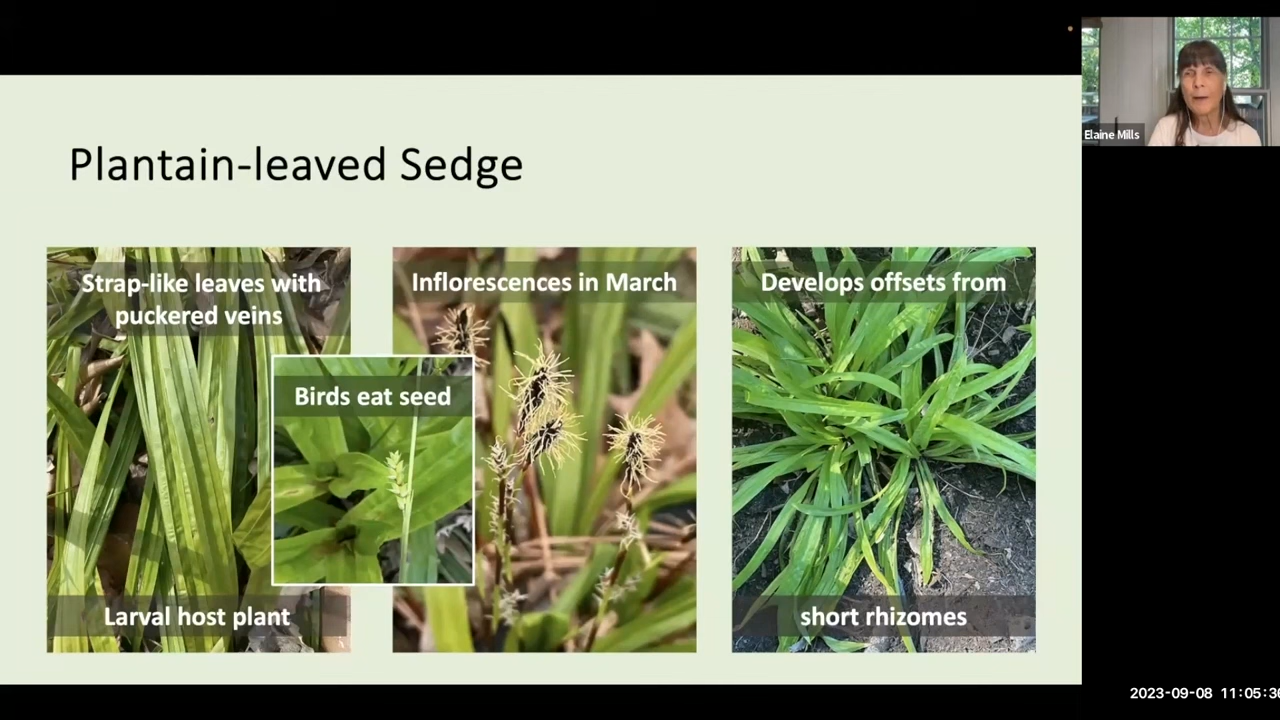 Plantain-leaved Sedge
Strap-like leaves with
puckered veins
Larval host plant
Birds eat seed
Inflorescences in March
Develops offsets from
short rhizomes
Elaine Mills
2023-09-08 11:05:3